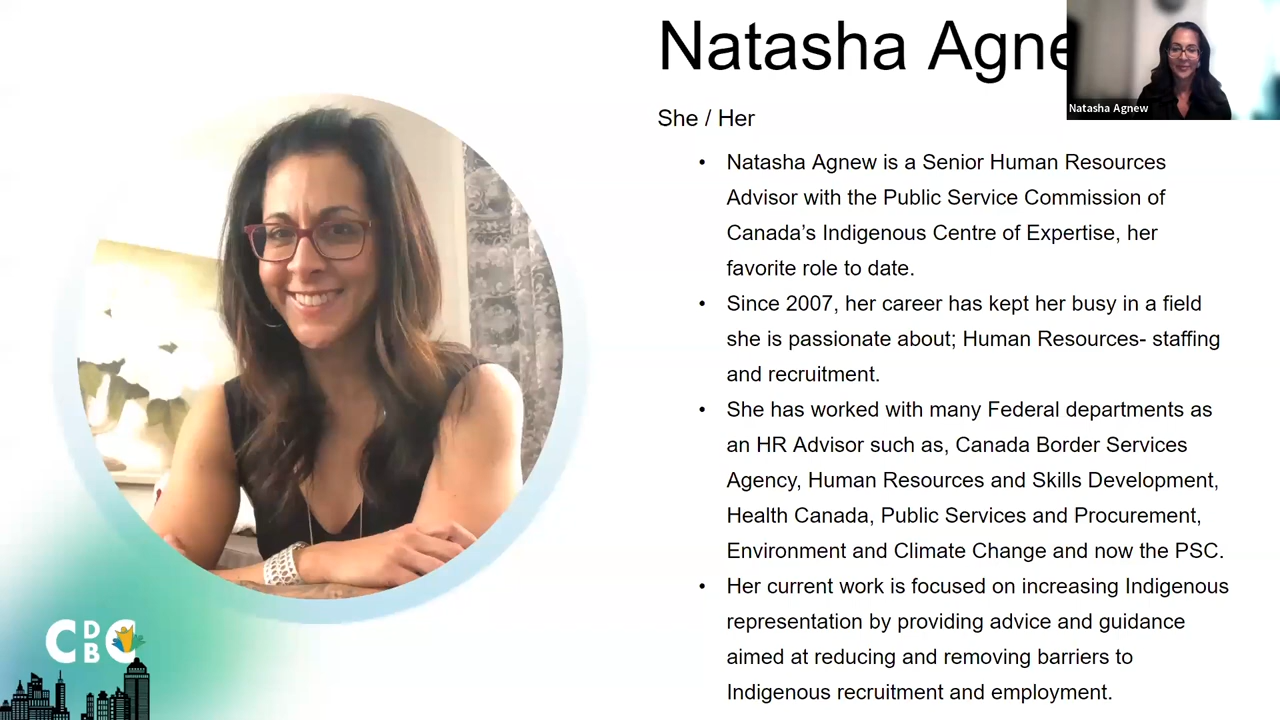 Natasha Agne
Natasha Agnew
She / Her
• Natasha Agnew is a Senior Human Resources
Advisor with the Public Service Commission of
Canada’s Indigenous Centre of Expertise, her
favorite role to date.
• Since 2007, her career has kept her busy in a field
she is passionate about; Human Resources- staffing
and recruitment.
• She has worked with many Federal departments as
an HR Advisor such as, Canada Border Services
Agency, Human Resources and Skills Development,
Health Canada, Public Services and Procurement,
Environment and Climate Change and now the PSC.
• Her current work is focused on increasing Indigenous
representation by providing advice and guidance
aimed at reducing and removing barriers to
Indigenous recruitment and employment.
CDBC